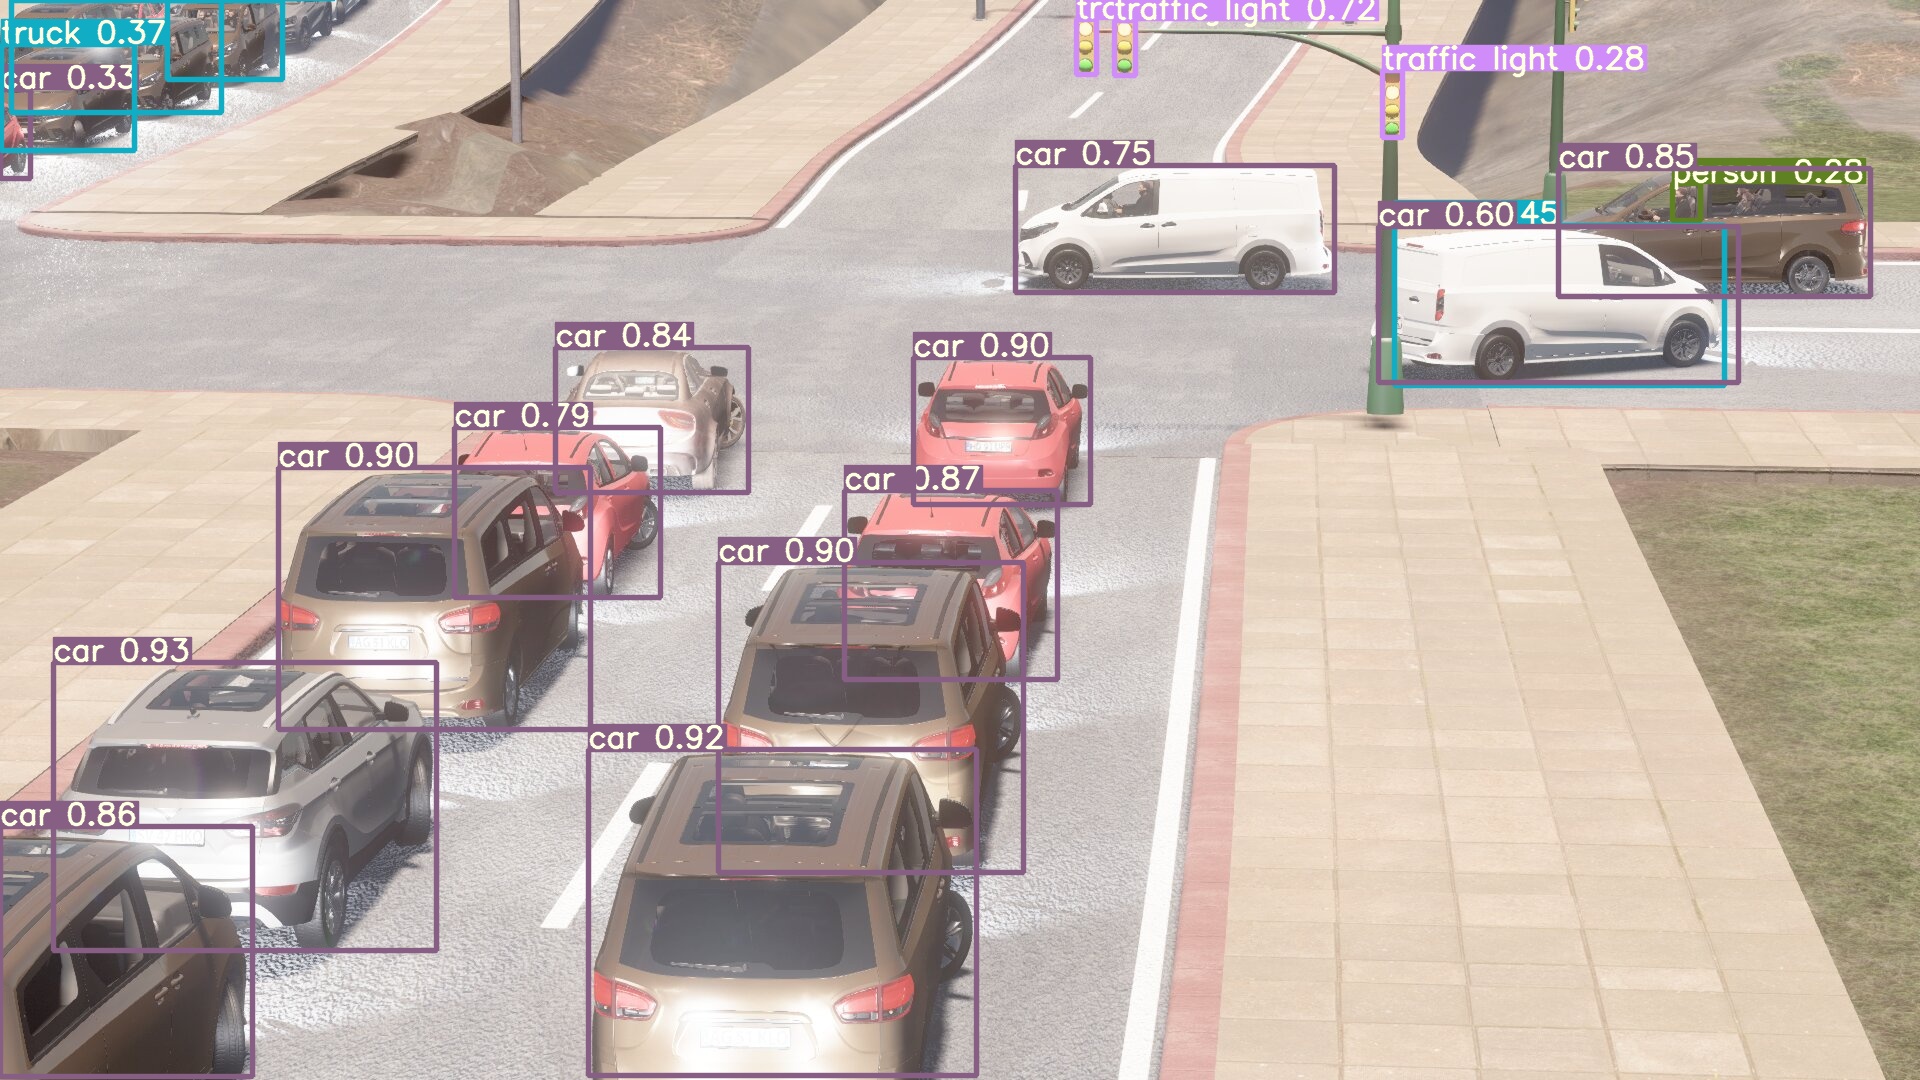 traffic light 0.72
truck 0.37
traffic light 0.28
car 0.33
car 0.75
car 0.85
person 0.28
car 0.60
45
car 0.84
car 0.90
car 0.79
car 0.90
car 0.87
car 0.90
car 0.93
car 0.92
car 0.86